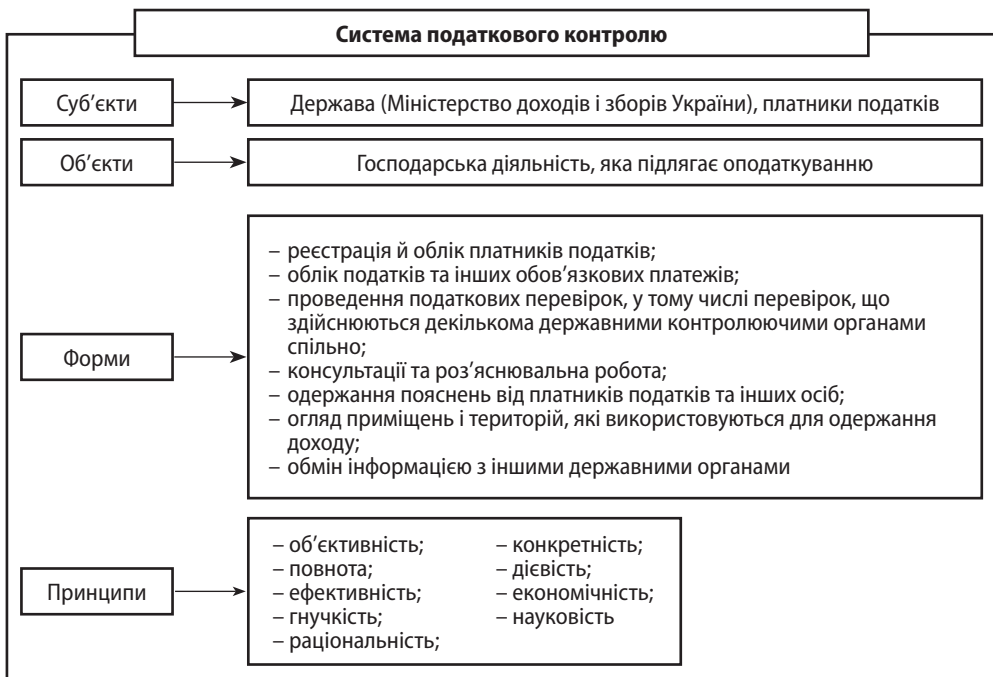 Система податкового контролю
Суб’єкти
Держава (Міністерство доходів і зборів України), платники податків
Об’єкти
Господарська діяльність, яка підлягає оподаткуванню
Форми
– реєстрація й облік платників податків;
– облік податків та інших обов’язкових платежів;
– проведення податкових перевірок, у тому числі перевірок, що
здійснюються декількома державними контролюючими органами
спільно;
– консультації та роз’яснювальна робота;
– одержання пояснень від платників податків та інших осіб;
– огляд приміщень і територій, які використовуються для одержання
доходу;
– обмін інформацією з іншими державними органами
Принципи
– об’єктивність;
– повнота;
– ефективність;
– гнучкість;
– раціональність;
– конкретність;
– дієвість;
– економічність;
– науковість